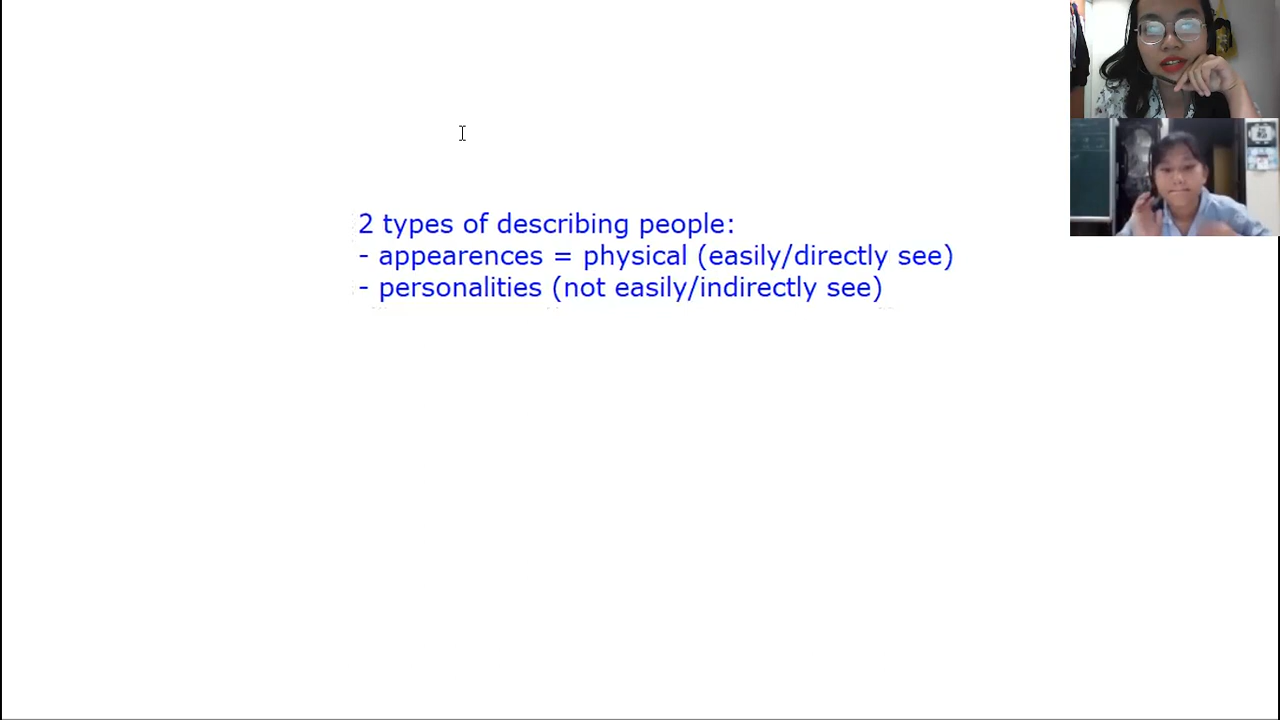 2 types of describing people:
- appearences = physical (easily/directly see)
- personalities (not easily/indirectly see)